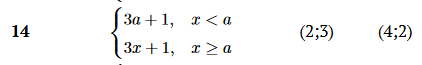 3a + 1, x < a
14 (2;3) (4;2)
3x + 1, x ≥ a